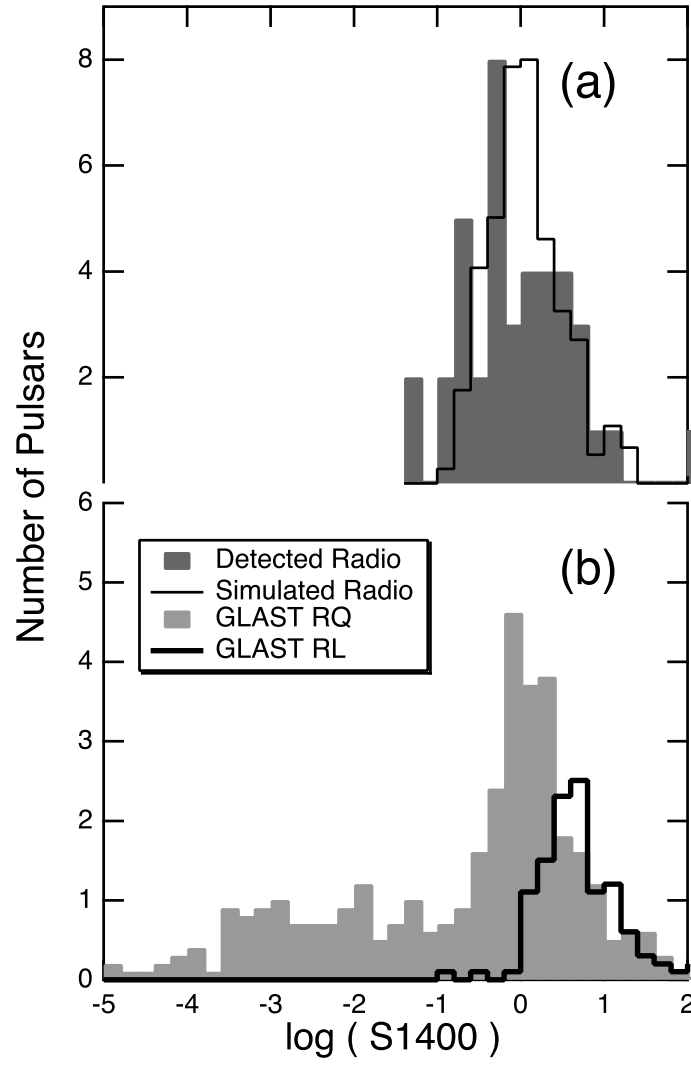 (a)
8
6
4
2
Number of Pulsars
(b)
6
5
4
3
2
1
0
Detected Radio
Simulated Radio
GLAST RQ
GLAST RL
-5 -4 -3 -2 -1 0 1 2
log ( S1400 )